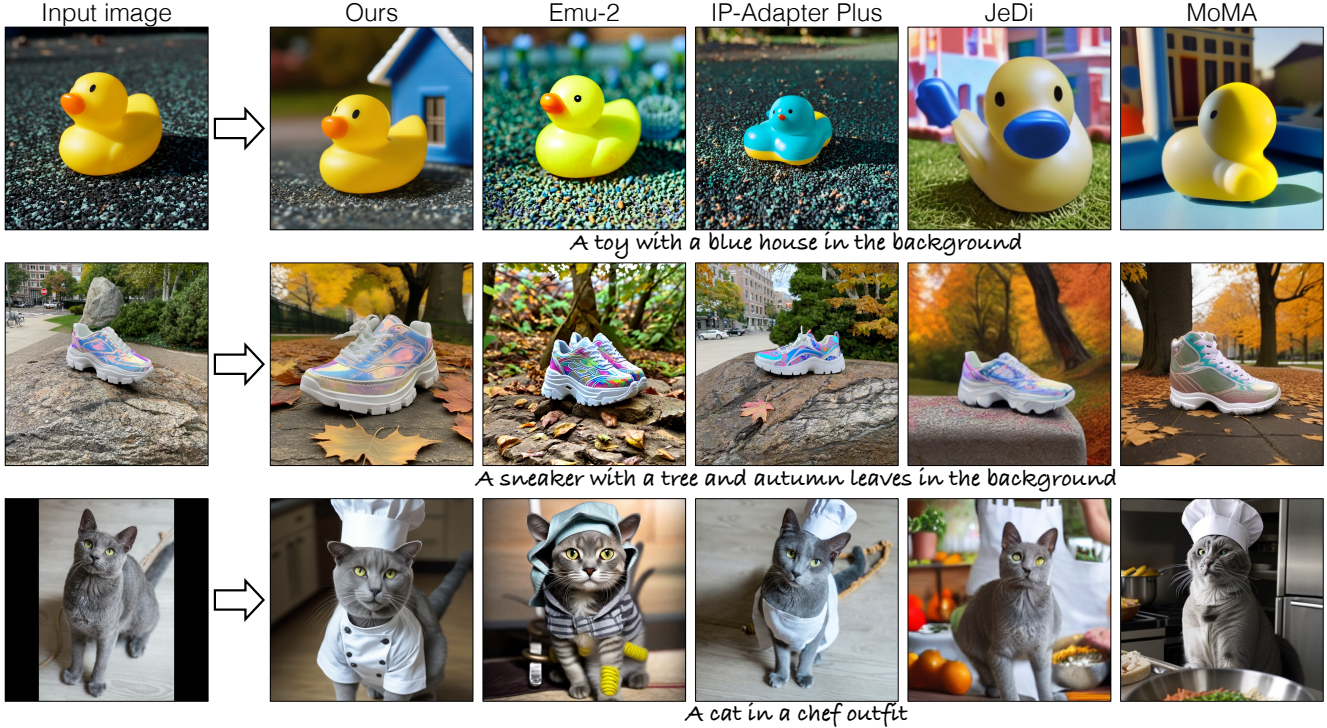 Input image
Ours
Emu-2
IP-Adapter Plus
JeDi
MoMA
A toy with a blue house in the background
A sneaker with a tree and autumn leaves in the background
A cat in a chef outfit